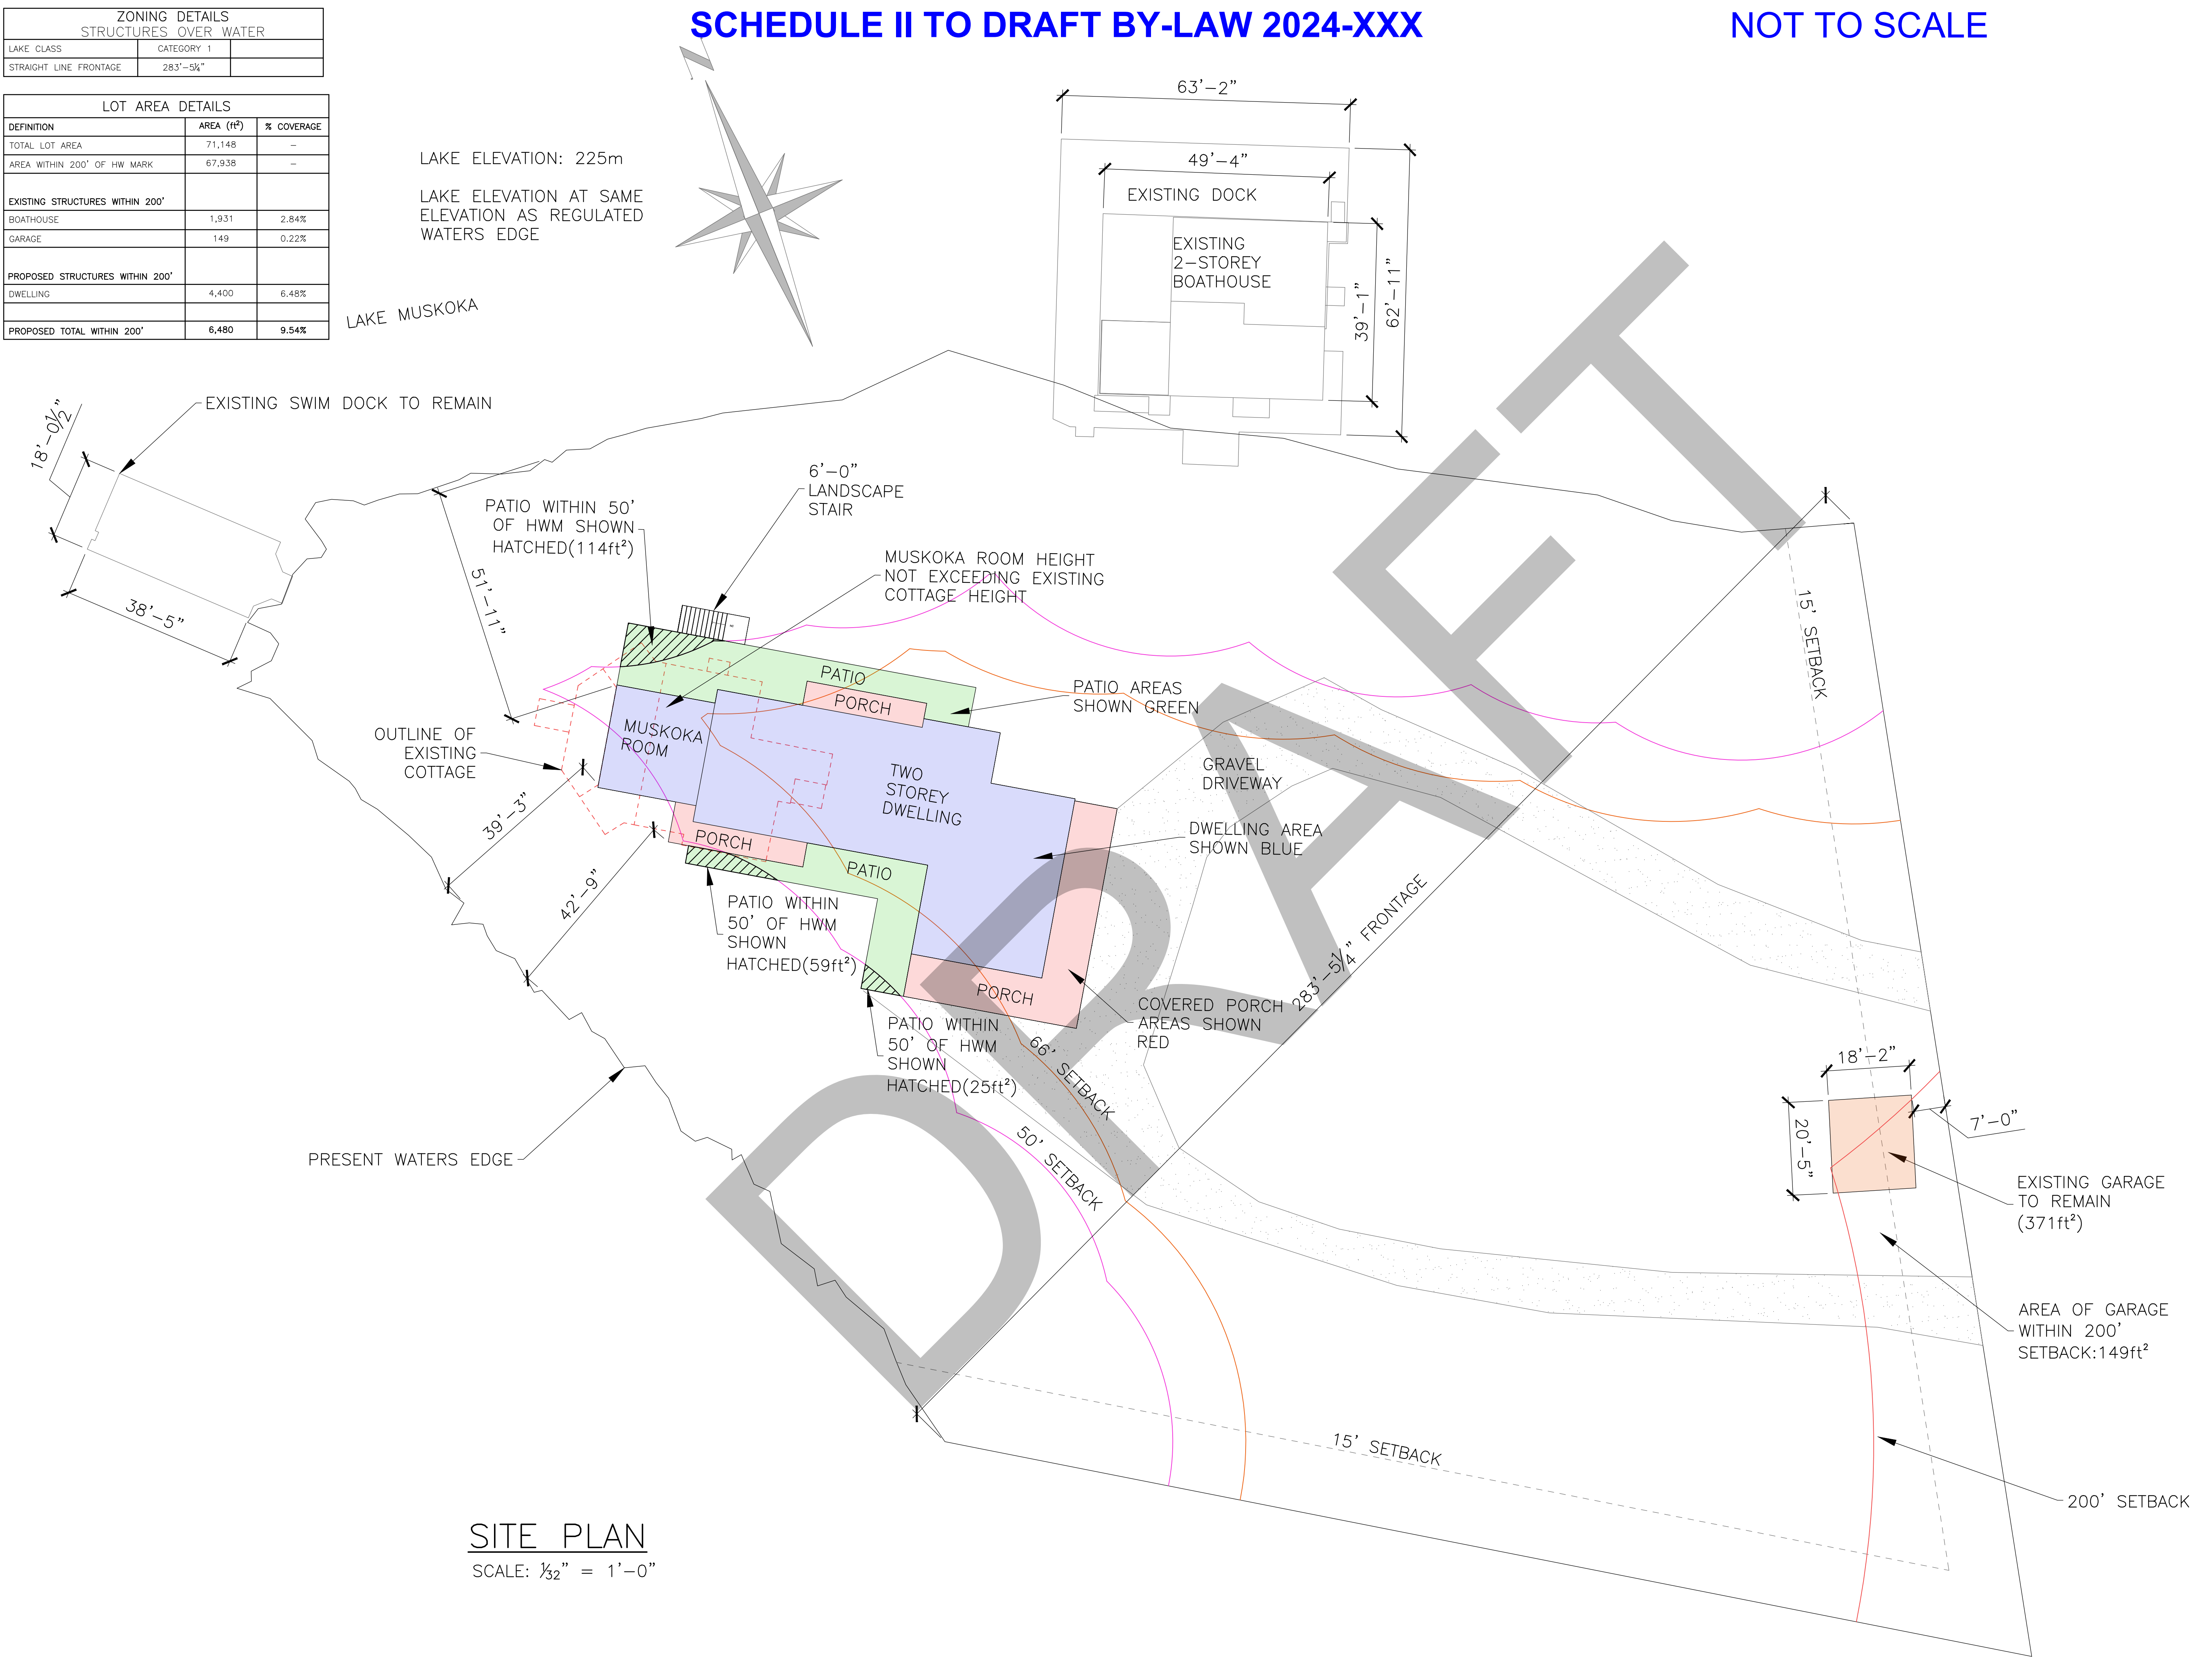 SCHEDULE II TO DRAFT BY-LAW 2024-XXX
NOT TO SCALE
ZONING DETAILS
STRUCTURES OVER WATER
LAKE CLASS CATEGORY 1
STRAIGHT LINE FRONTAGE 283'-5¼"
LOT AREA DETAILS
DEFINITION AREA (ft²) % COVERAGE
TOTAL LOT AREA 71,148 -
AREA WITHIN 200' OF HW MARK 67,938 -
EXISTING STRUCTURES WITHIN 200'
BOATHOUSE 1,931 2.84%
GARAGE 149 0.22%
PROPOSED STRUCTURES WITHIN 200'
DWELLING 4,400 6.48%
PROPOSED TOTAL WITHIN 200' 6,480 9.54%
N
LAKE ELEVATION: 225m
LAKE ELEVATION AT SAME
ELEVATION AS REGULATED
WATERS EDGE
LAKE MUSKOKA
63'-2"
49'-4"
EXISTING DOCK
EXISTING
2-STOREY
BOATHOUSE
39'-1"
62'-11"
EXISTING SWIM DOCK TO REMAIN
18'-0½"
38'-5"
6'-0"
LANDSCAPE
STAIR
PATIO WITHIN 50'
OF HWM SHOWN
HATCHED(114ft²)
51'-11"
MUSKOKA ROOM HEIGHT
NOT EXCEEDING EXISTING
COTTAGE HEIGHT
PATIO
PORCH
PATIO AREAS
SHOWN GREEN
15' SETBACK
OUTLINE OF
EXISTING
COTTAGE
MUSKOKA
ROOM
TWO
STOREY
DWELLING
GRAVEL
DRIVEWAY
39'-3"
42'-9"
PORCH
PATIO
DWELLING AREA
SHOWN BLUE
PATIO WITHIN
50' OF HWM
SHOWN
HATCHED(59ft²)
283'-5¼" FRONTAGE
PORCH
COVERED PORCH
AREAS SHOWN
RED
PATIO WITHIN
50' OF HWM
SHOWN
HATCHED(25ft²)
66' SETBACK
50' SETBACK
PRESENT WATERS EDGE
18'-2"
20'-5"
7'-0"
EXISTING GARAGE
TO REMAIN
(371ft²)
AREA OF GARAGE
WITHIN 200'
SETBACK:149ft²
15' SETBACK
200' SETBACK
DRAFT
SITE PLAN
SCALE: 1/32" = 1'-0"